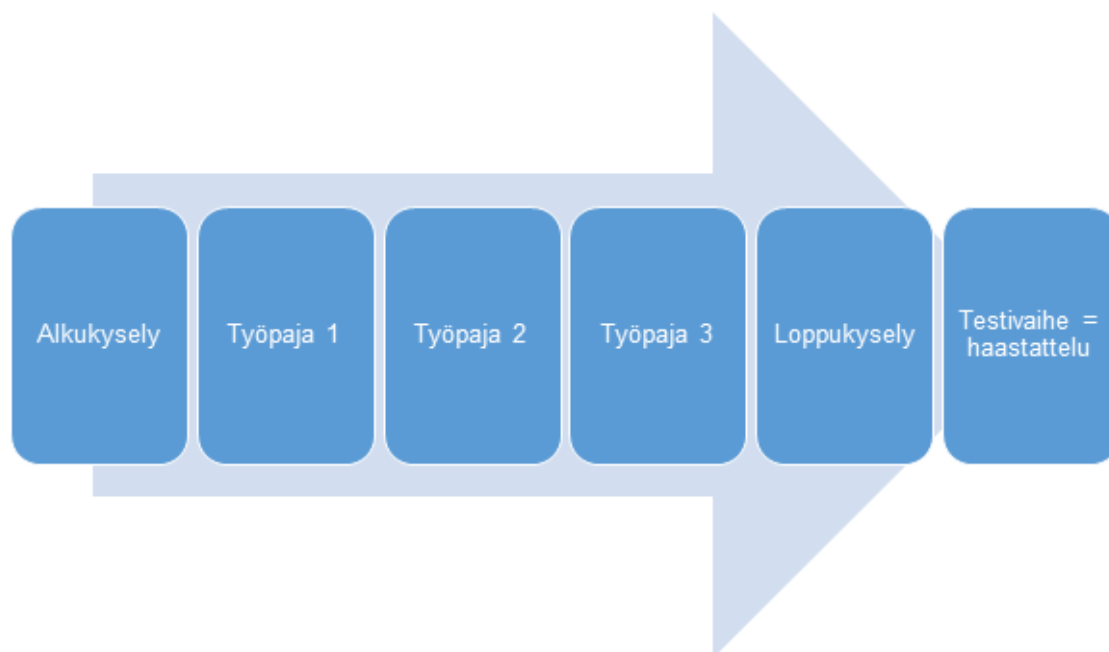 Alkukysely
Työpaja 1
Työpaja 2
Työpaja 3
Loppukysely
Testivaihe =
haastattelu